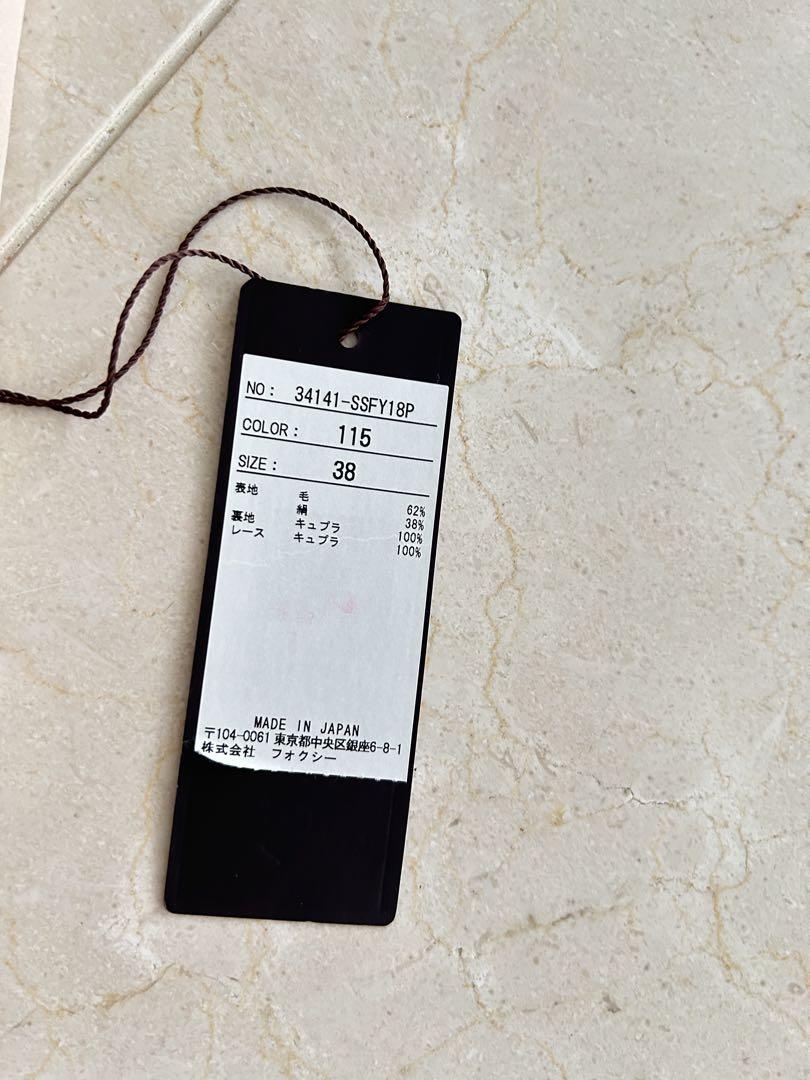 NO： 34141-SSFY18P
COLOR： 115
SIZE： 38
表地 毛 62%
絹 38%
裏地 キュプラ 100%
レース キュプラ 100%
MADE IN JAPAN
〒104-0061 東京都中央区銀座6-8-1
株式会社 フォクシー